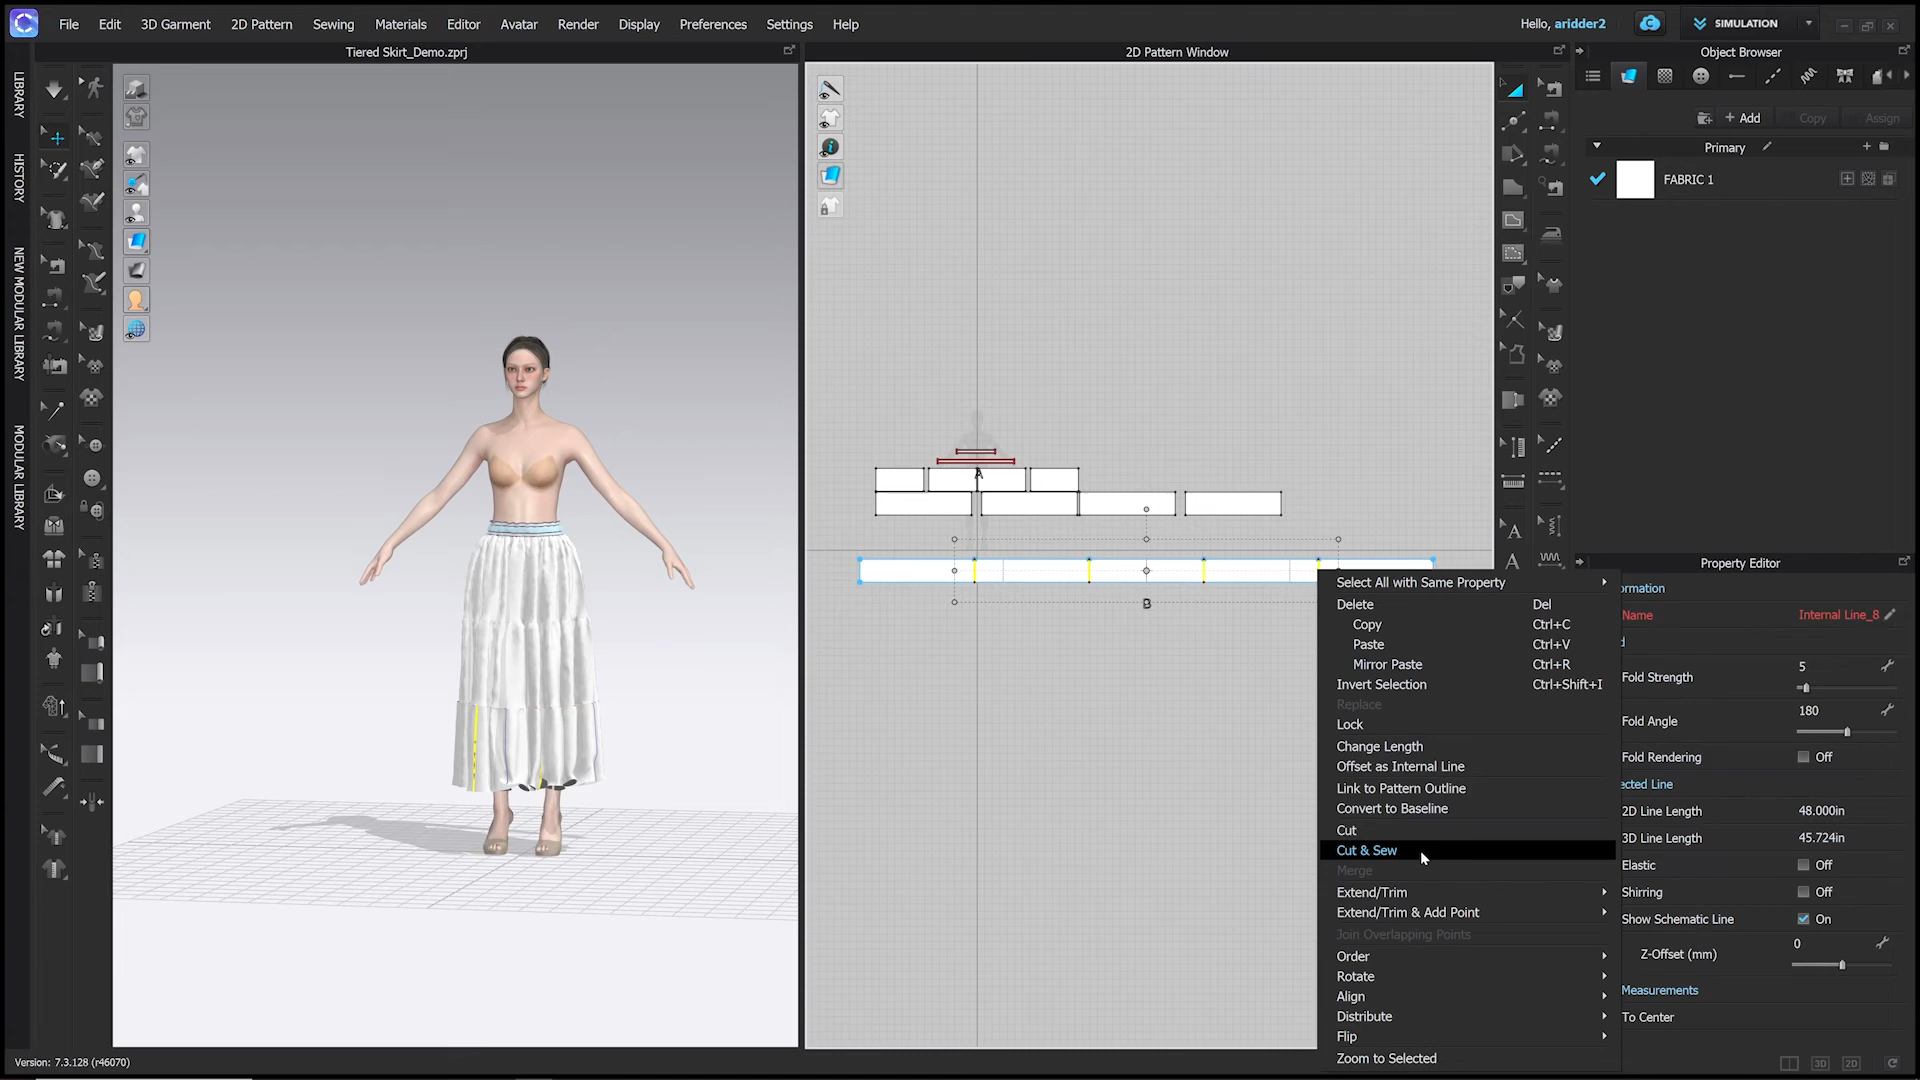 File Edit 3D Garment 2D Pattern Sewing Materials Editor Avatar Render Display Preferences Settings Help
Hello, aridder2
SIMULATION
Tiered Skirt_Demo.zprj
2D Pattern Window
Object Browser
LIBRARY
HISTORY
NEW MODULAR LIBRARY
MODULAR LIBRARY
+ Add
Copy
Assign
Primary
FABRIC 1
A
B
Select All with Same Property
Delete Del
Copy Ctrl+C
Paste Ctrl+V
Mirror Paste Ctrl+R
Invert Selection Ctrl+Shift+I
Replace
Lock
Change Length
Offset as Internal Line
Link to Pattern Outline
Convert to Baseline
Cut
Cut & Sew
Merge
Extend/Trim
Extend/Trim & Add Point
Join Overlapping Points
Order
Rotate
Align
Distribute
Flip
Zoom to Selected
Property Editor
ormation
Name Internal Line_8
d
Fold Strength 5
Fold Angle 180
Fold Rendering Off
ected Line
2D Line Length 48.000in
3D Line Length 45.724in
Elastic Off
Shirring Off
Show Schematic Line On
Z-Offset (mm) 0
Measurements
To Center
Version: 7.3.128 (r46070)
3D
2D